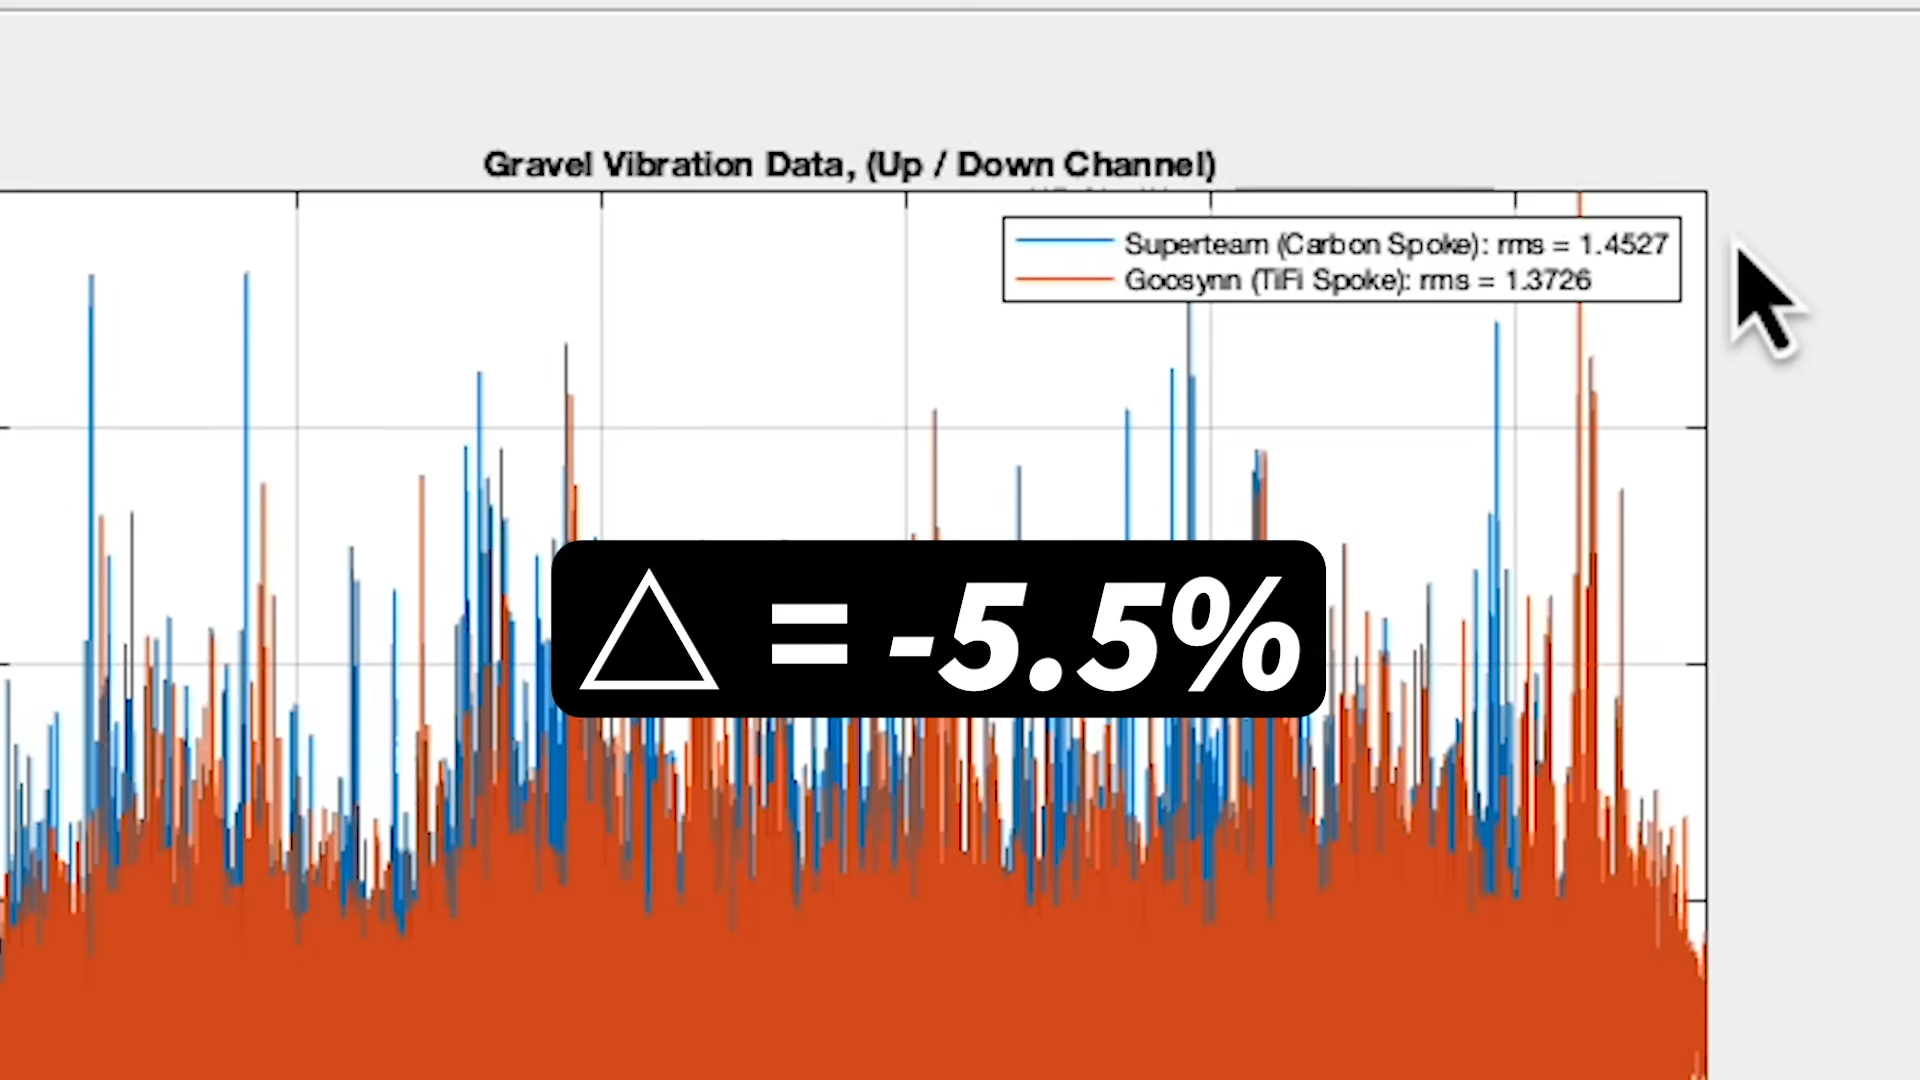 Gravel Vibration Data, (Up / Down Channel)
Superteam (Carbon Spoke): rms = 1.4527
Goosynn (TiFi Spoke): rms = 1.3726
△ = -5.5%